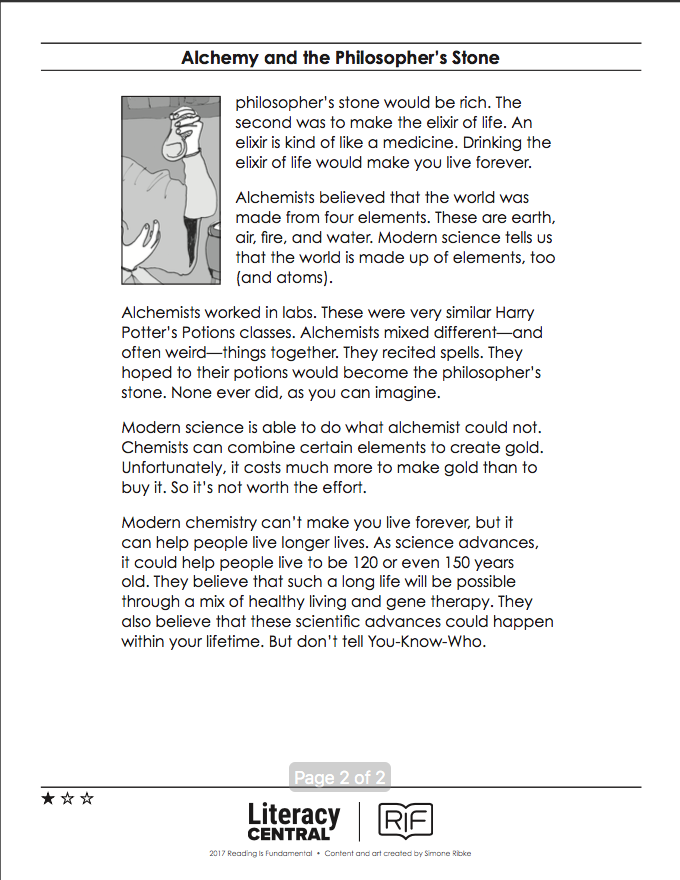 Alchemy and the Philosopher's Stone
philosopher's stone would be rich. The
second was to make the elixir of life. An
elixir is kind of like a medicine. Drinking the
elixir of life would make you live forever.
Alchemists believed that the world was
made from four elements. These are earth,
air, fire, and water. Modern science tells us
that the world is made up of elements, too
(and atoms).
Alchemists worked in labs. These were very similar Harry
Potter's Potions classes. Alchemists mixed different—and
often weird—things together. They recited spells. They
hoped to their potions would become the philosopher's
stone. None ever did, as you can imagine.
Modern science is able to do what alchemist could not.
Chemists can combine certain elements to create gold.
Unfortunately, it costs much more to make gold than to
buy it. So it's not worth the effort.
Modern chemistry can't make you live forever, but it
can help people live longer lives. As science advances,
it could help people live to be 120 or even 150 years
old. They believe that such a long life will be possible
through a mix of healthy living and gene therapy. They
also believe that these scientific advances could happen
within your lifetime. But don't tell You-Know-Who.
Page 2 of 2
Literacy
CENTRAL
RIF
2017 Reading Is Fundamental • Content and art created by Simone Ribke